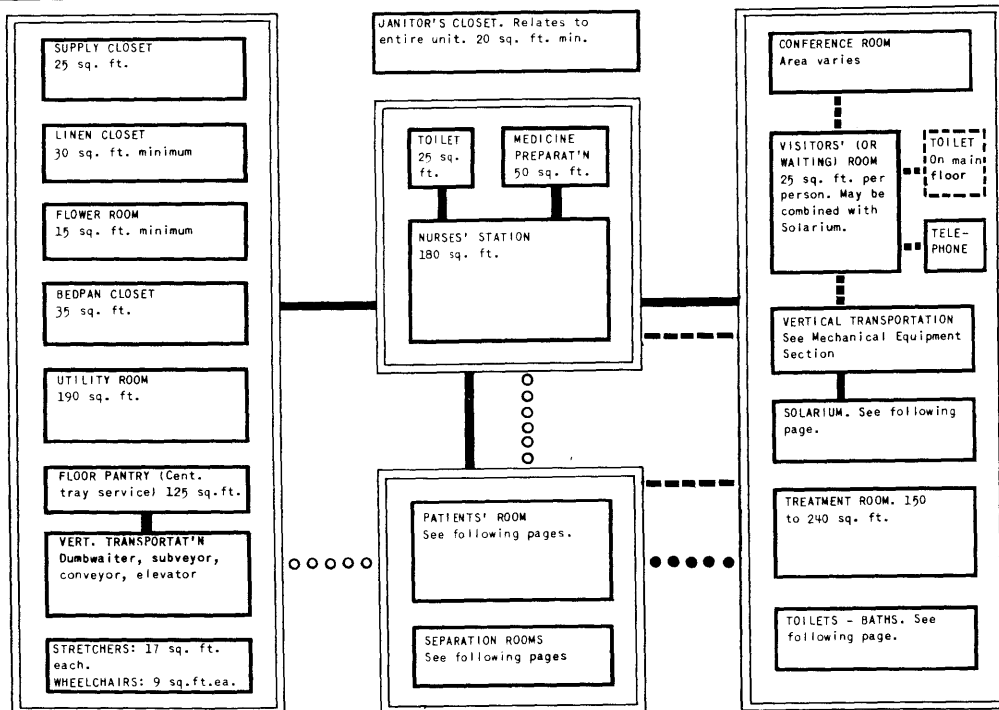 SUPPLY CLOSET
25 sq. ft.
LINEN CLOSET
30 sq. ft. minimum
FLOWER ROOM
15 sq. ft. minimum
BEDPAN CLOSET
35 sq. ft.
UTILITY ROOM
190 sq. ft.
FLOOR PANTRY (Cent.
tray service) 125 sq.ft.
VERT. TRANSPORTAT'N
Dumbwaiter, subveyor,
conveyor, elevator
STRETCHERS: 17 sq. ft.
each.
WHEELCHAIRS: 9 sq.ft.ea.
JANITOR'S CLOSET. Relates to
entire unit. 20 sq. ft. min.
TOILET
25 sq.
ft.
MEDICINE
PREPARAT'N
50 sq. ft.
NURSES' STATION
180 sq. ft.
PATIENTS' ROOM
See following pages.
SEPARATION ROOMS
See following pages
CONFERENCE ROOM
Area varies
VISITORS' (OR
WAITING) ROOM
25 sq. ft. per
person. May be
combined with
Solarium.
TOILET
On main
floor
TELE-
PHONE
VERTICAL TRANSPORTATION
See Mechanical Equipment
Section
SOLARIUM. See following
page.
TREATMENT ROOM. 150
to 240 sq. ft.
TOILETS - BATHS. See
following page.